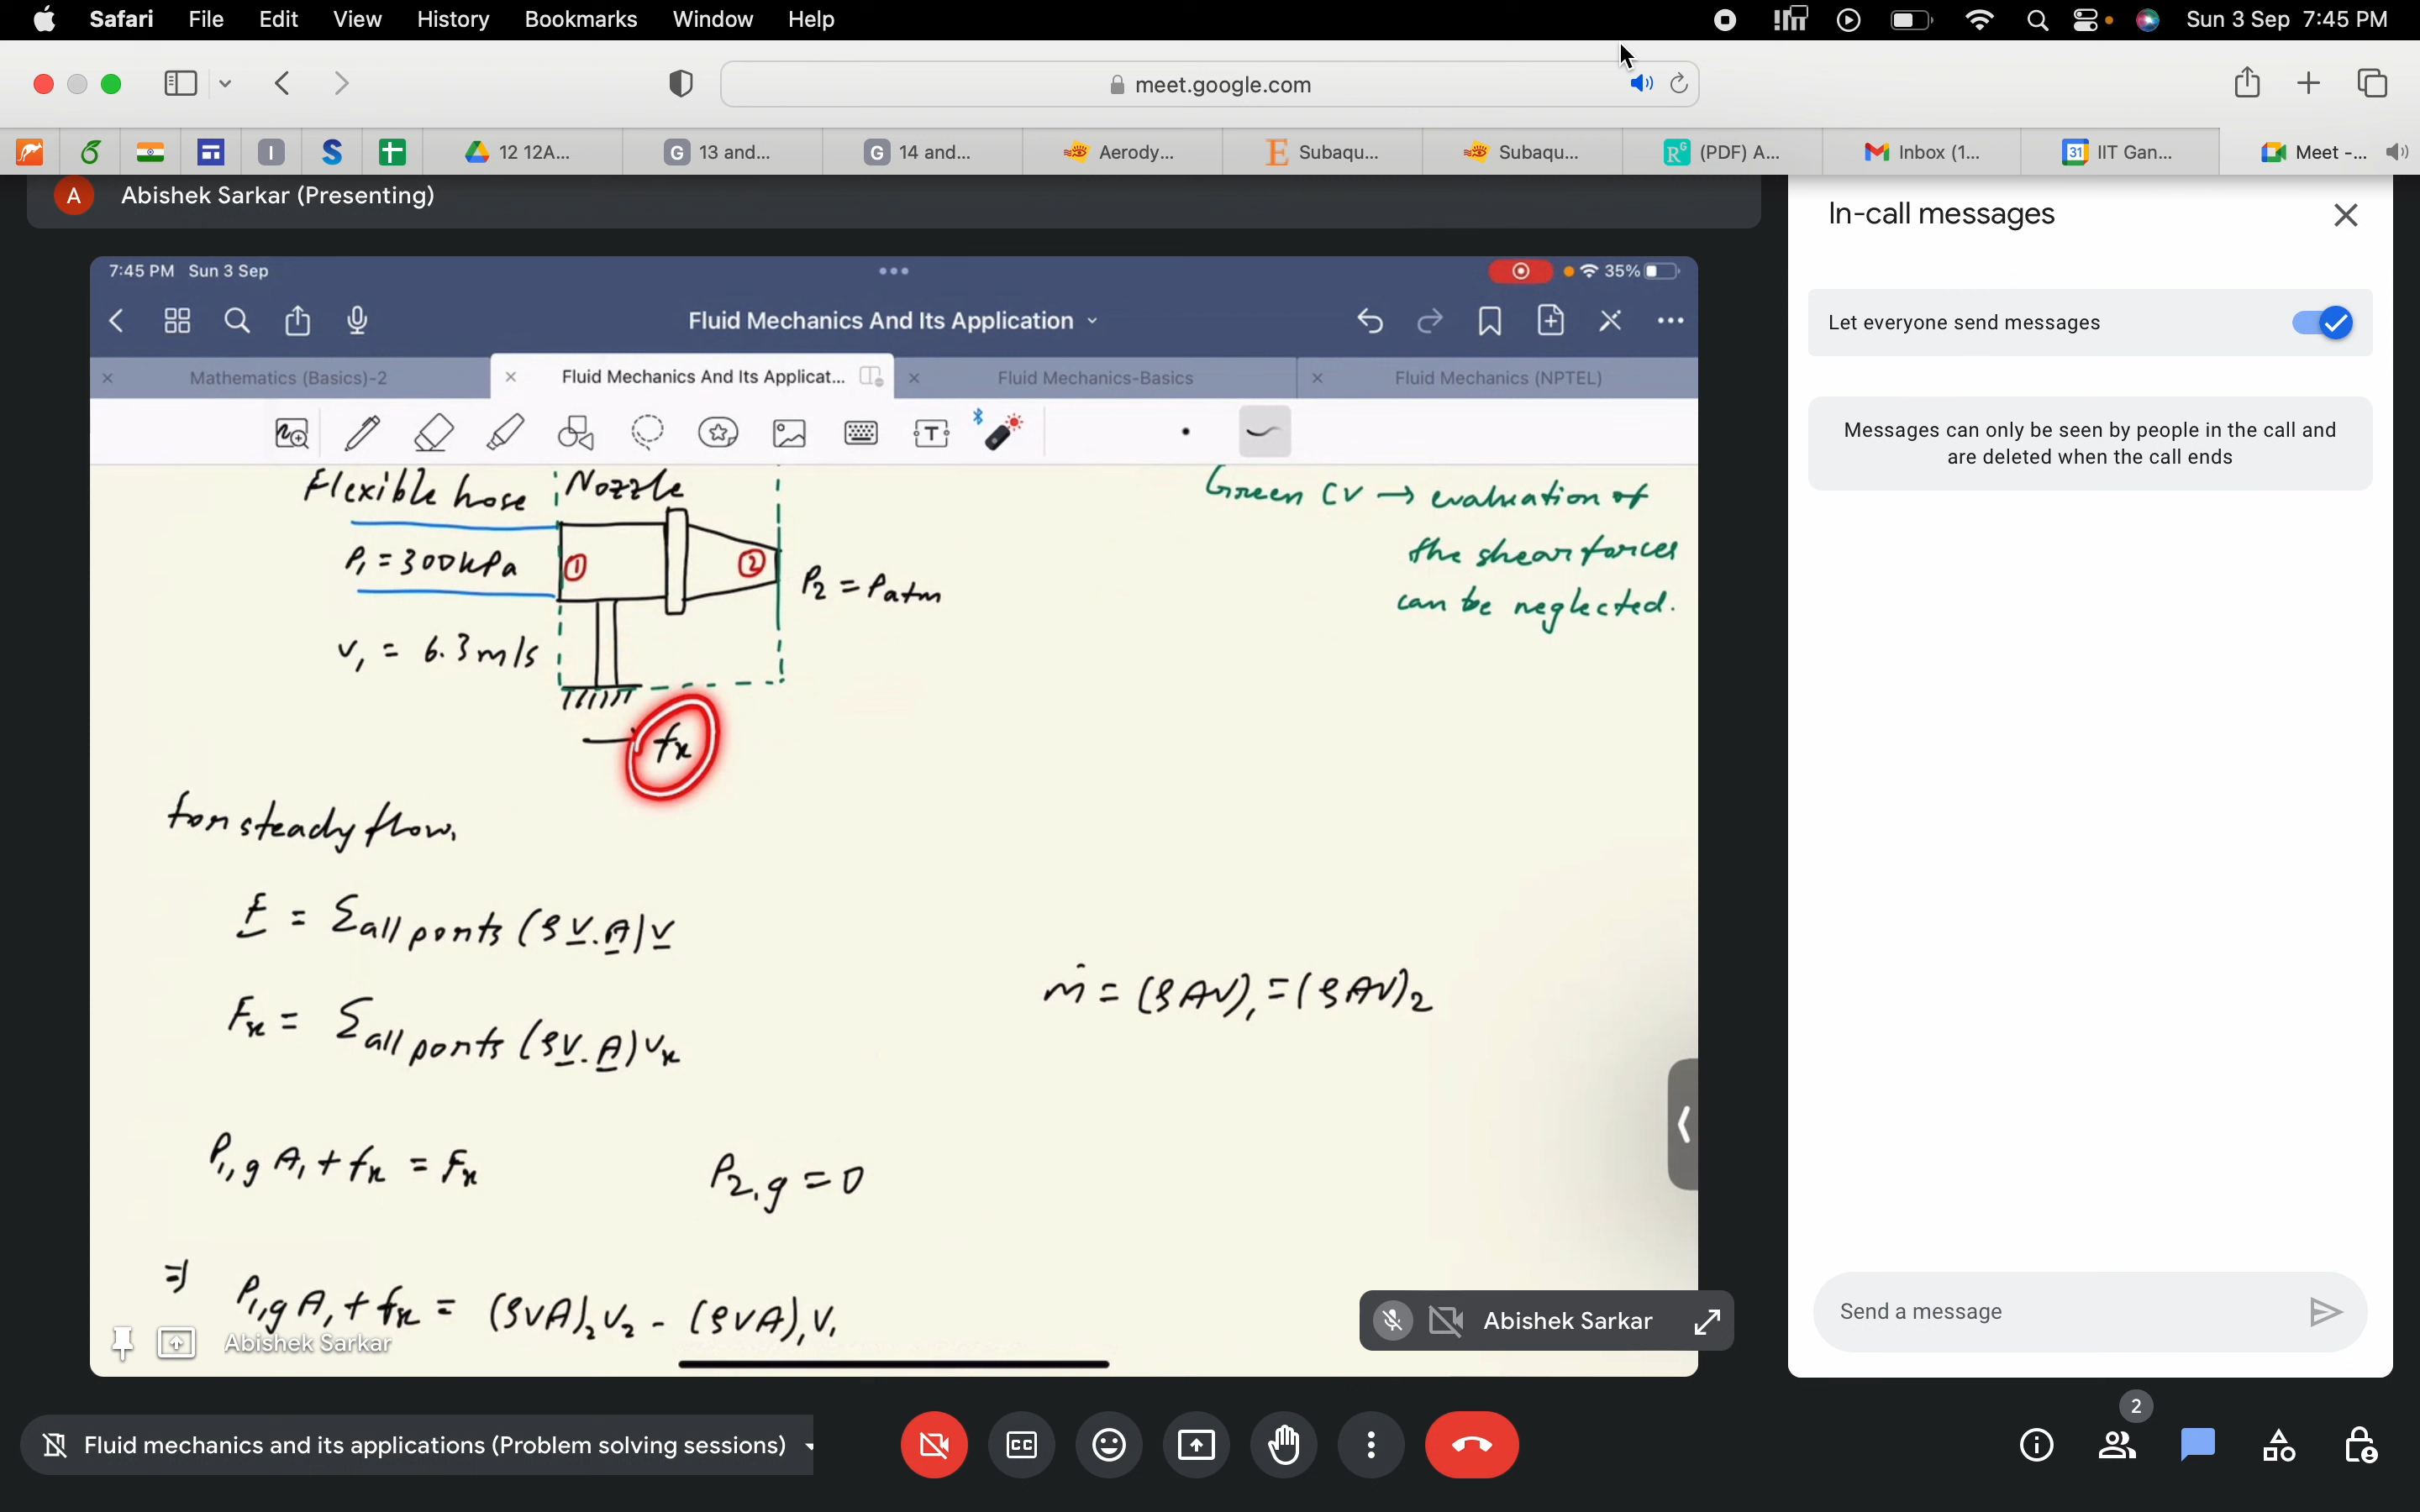 Safari File Edit View History Bookmarks Window Help Sun 3 Sep 7:45 PM
meet.google.com
12 12A... 13 and... 14 and... Aerody... Subaqu... Subaqu... (PDF) A... Inbox (1... IIT Gan... Meet -...
A Abishek Sarkar (Presenting)
7:45 PM Sun 3 Sep 35%
Fluid Mechanics And Its Application
Mathematics (Basics)-2 Fluid Mechanics And Its Applicat... Fluid Mechanics-Basics Fluid Mechanics (NPTEL)
Flexible hose Nozzle
P₁ = 300kPa ① ② P₂ = Patm
v₁ = 6.3 m/s
fx
Green CV → evaluation of
the shear forces
can be neglected.
for steady flow,
F = Σall ports (ρV.A)V
Fx = Σall ports (ρV.A)Vx
ṁ = (ρAV)₁ = (ρAV)₂
P₁,g A₁ + fx = Fx P₂,g = 0
⇒ P₁,g A₁ + fx = (ρVA)₂V₂ - (ρVA)₁V₁
Abishek Sarkar
Abishek Sarkar
In-call messages
Let everyone send messages
Messages can only be seen by people in the call and
are deleted when the call ends
Send a message
Fluid mechanics and its applications (Problem solving sessions)
CC
2